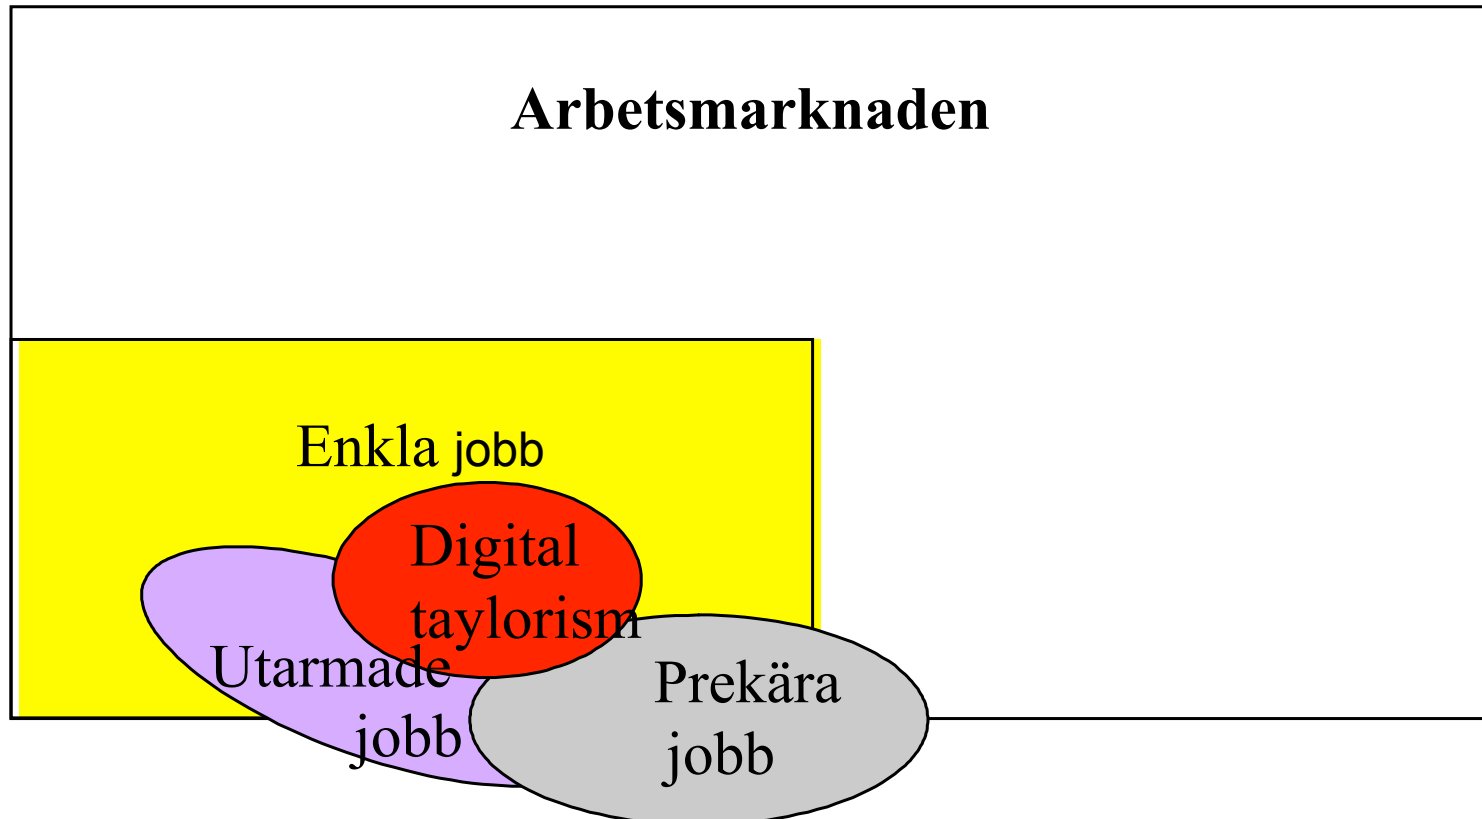 Arbetsmarknaden
Enkla jobb
Digital
taylorism
Utarmade
jobb
Prekära
jobb